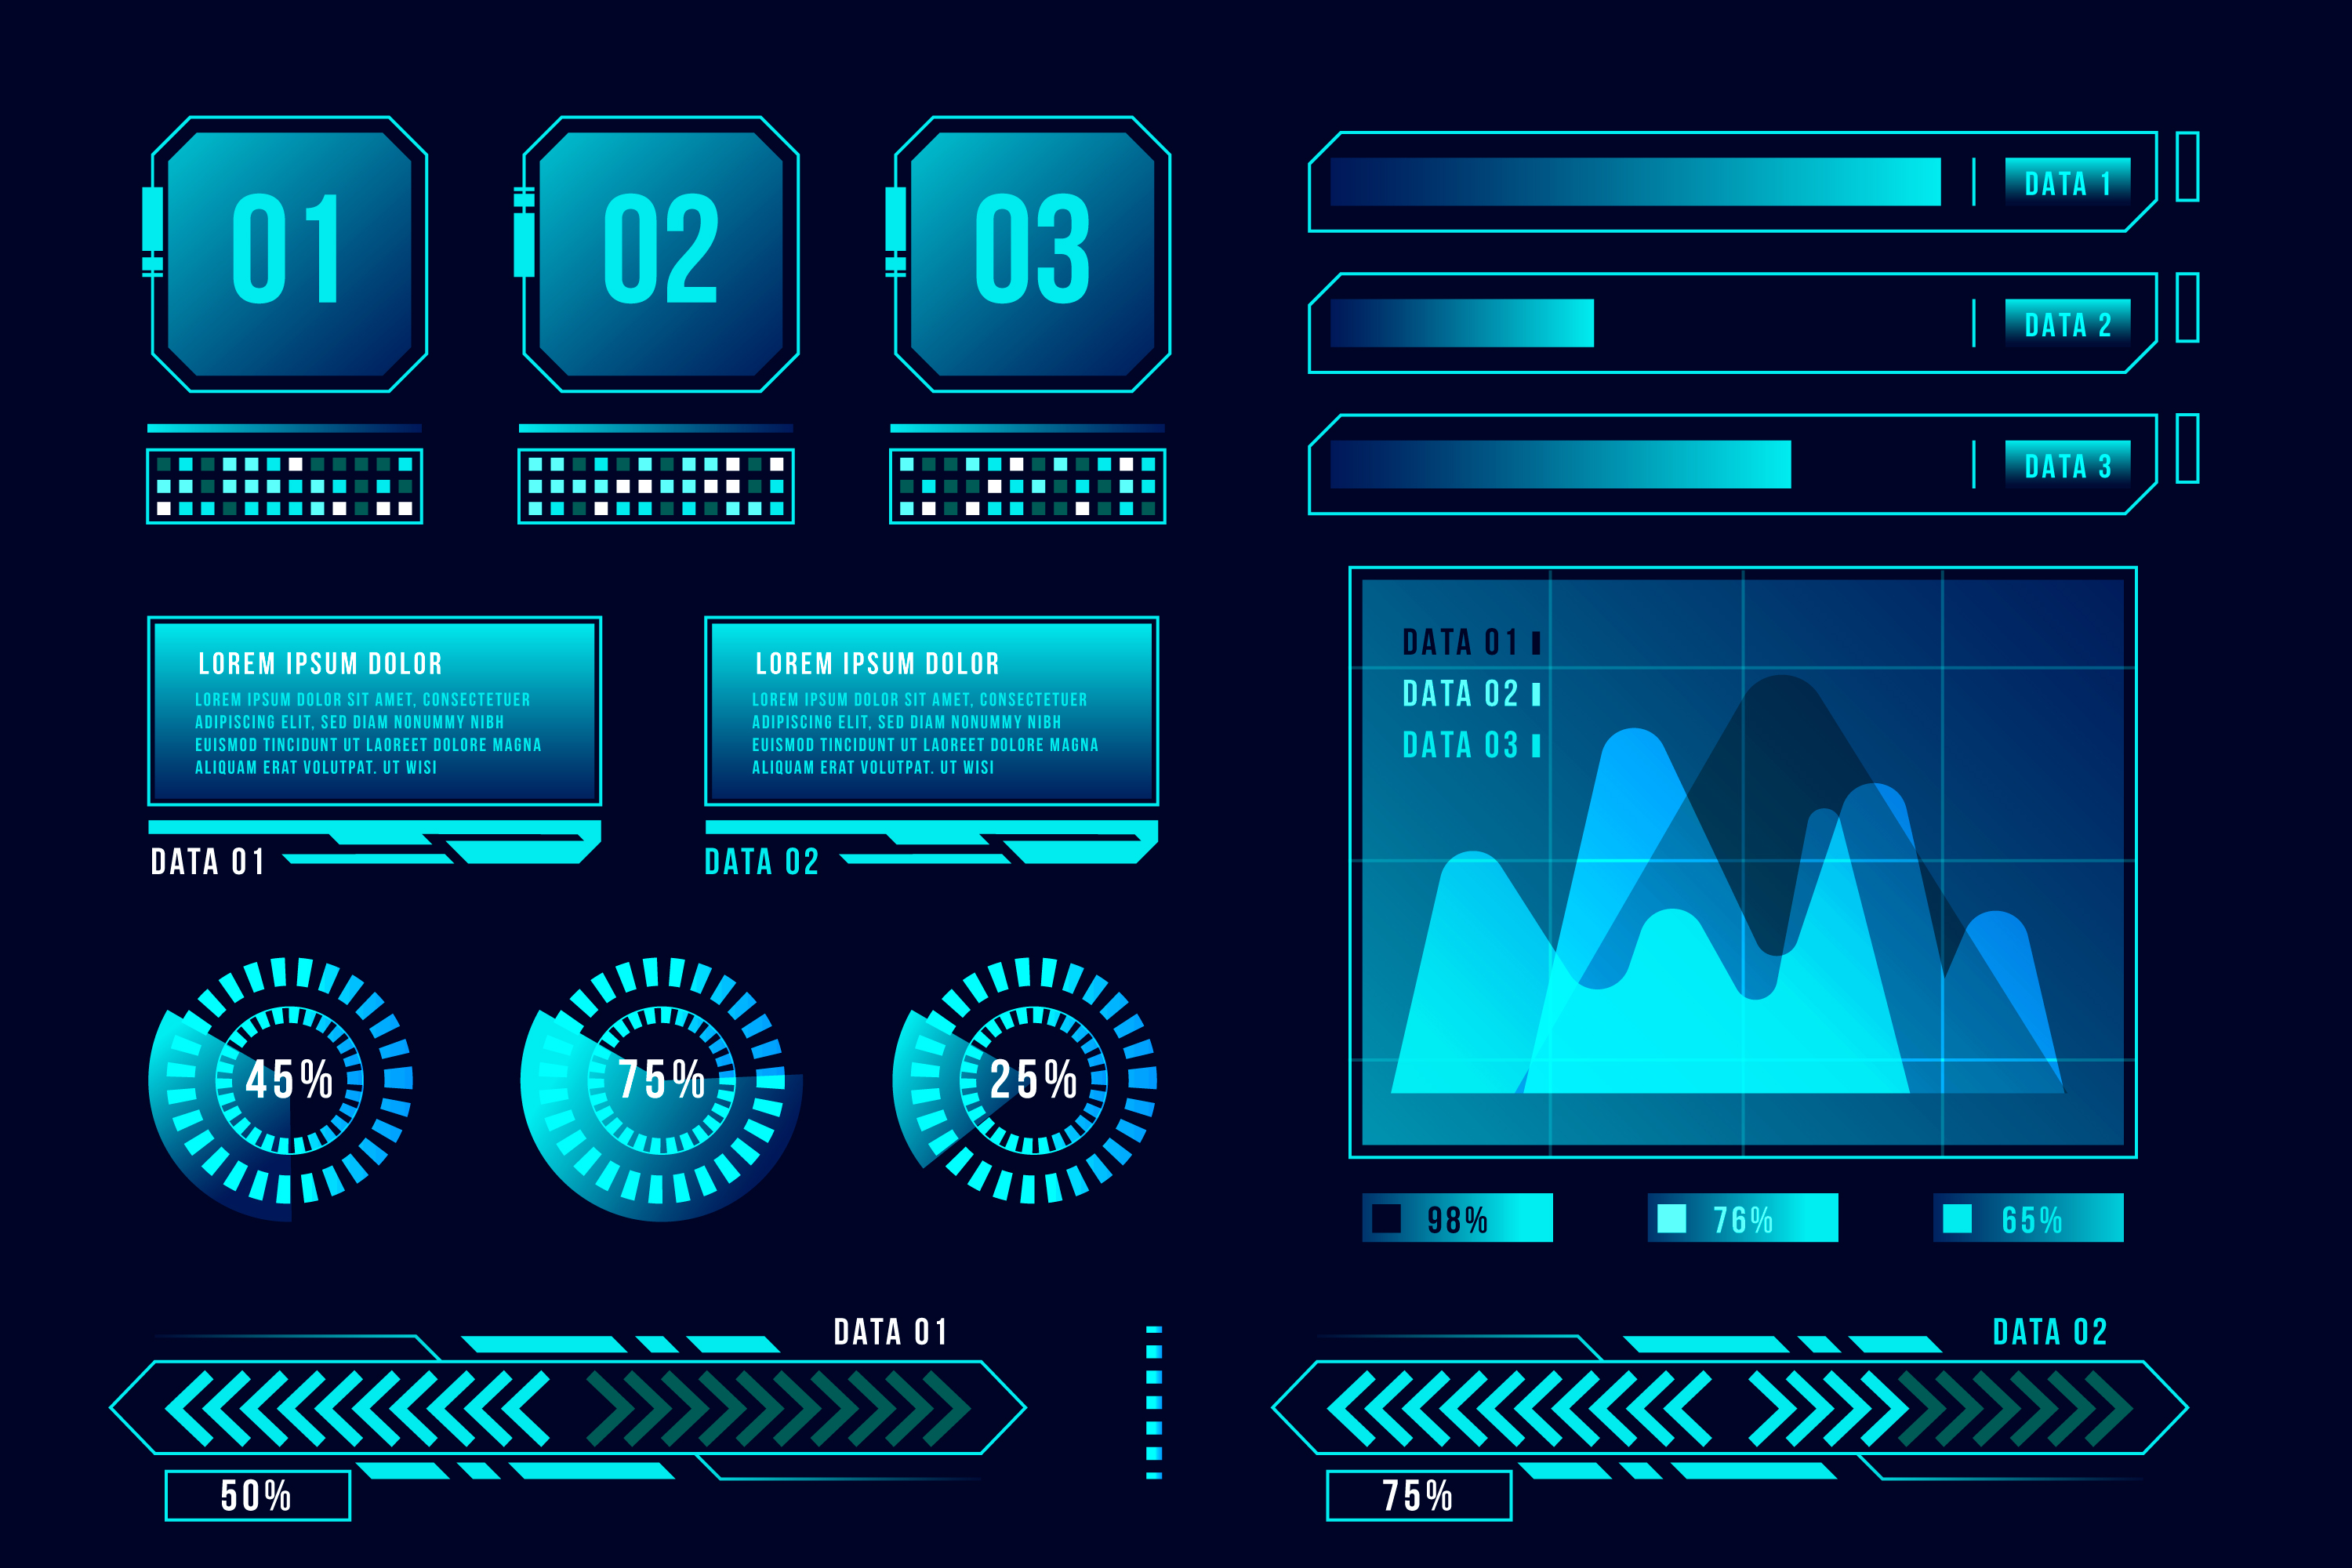 01
02
03
DATA 1
DATA 2
DATA 3
LOREM IPSUM DOLOR
LOREM IPSUM DOLOR SIT AMET, CONSECTETUER
ADIPISCING ELIT, SED DIAM NONUMMY NIBH
EUISMOD TINCIDUNT UT LAOREET DOLORE MAGNA
ALIQUAM ERAT VOLUTPAT. UT WISI
DATA 01
LOREM IPSUM DOLOR
LOREM IPSUM DOLOR SIT AMET, CONSECTETUER
ADIPISCING ELIT, SED DIAM NONUMMY NIBH
EUISMOD TINCIDUNT UT LAOREET DOLORE MAGNA
ALIQUAM ERAT VOLUTPAT. UT WISI
DATA 02
DATA 01
DATA 02
DATA 03
45%
75%
25%
98%
76%
65%
DATA 01
50%
DATA 02
75%